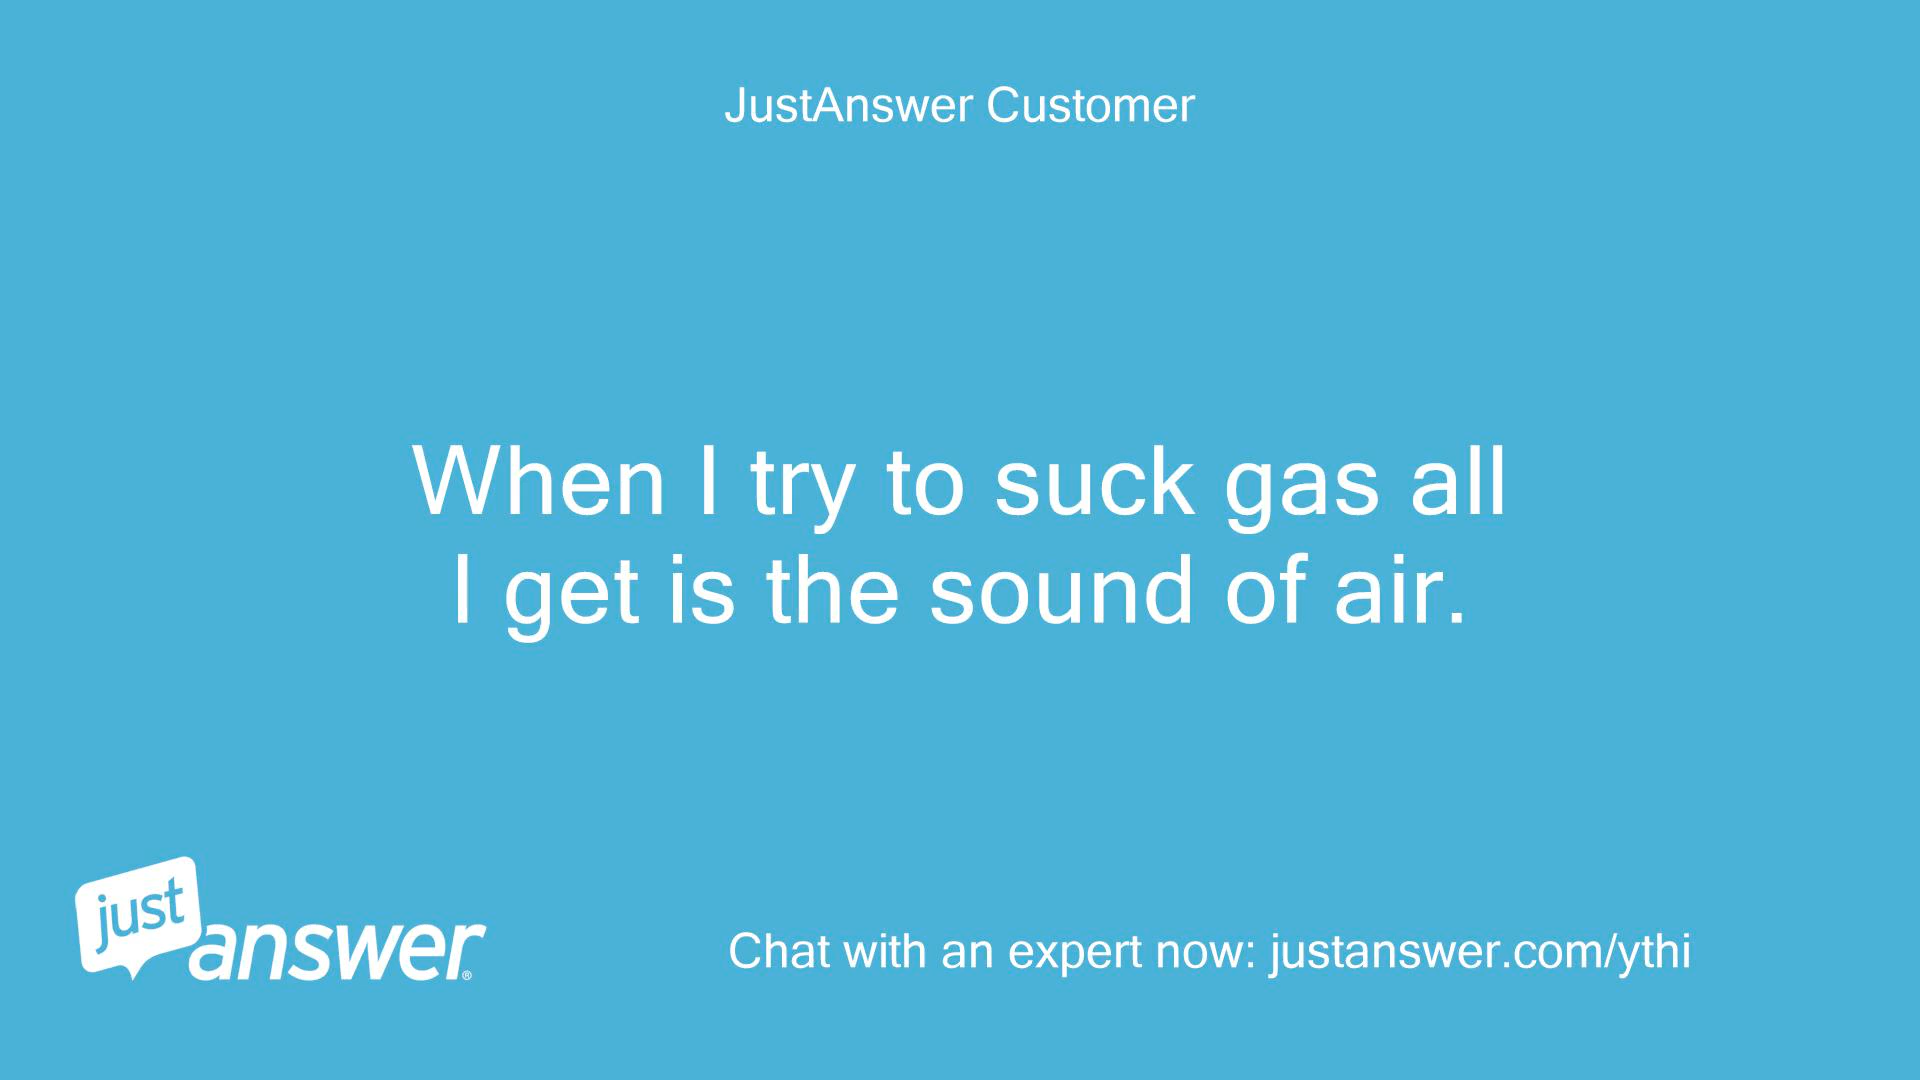 JustAnswer Customer
When I try to suck gas all
I get is the sound of air.
just
answer®
Chat with an expert now: justanswer.com/ythi